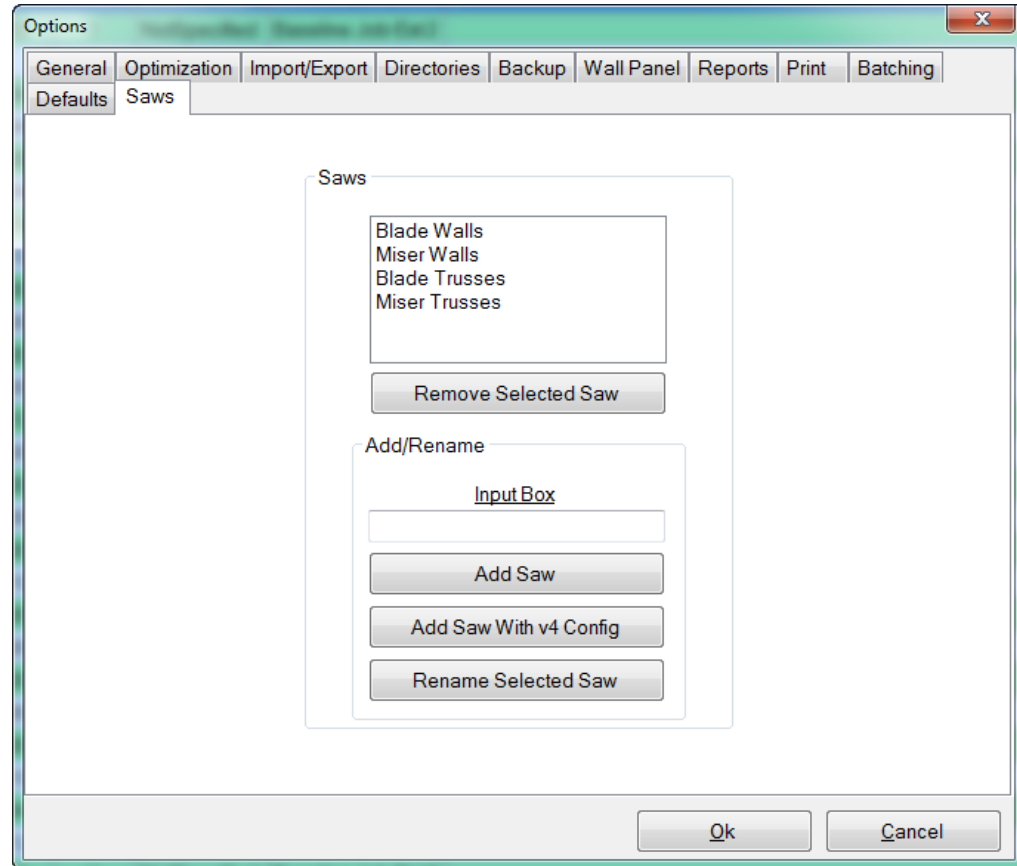 Options
General Optimization Import/Export Directories Backup Wall Panel Reports Print Batching
Defaults Saws
Saws
Blade Walls
Miser Walls
Blade Trusses
Miser Trusses
Remove Selected Saw
Add/Rename
Input Box
Add Saw
Add Saw With v4 Config
Rename Selected Saw
Ok Cancel